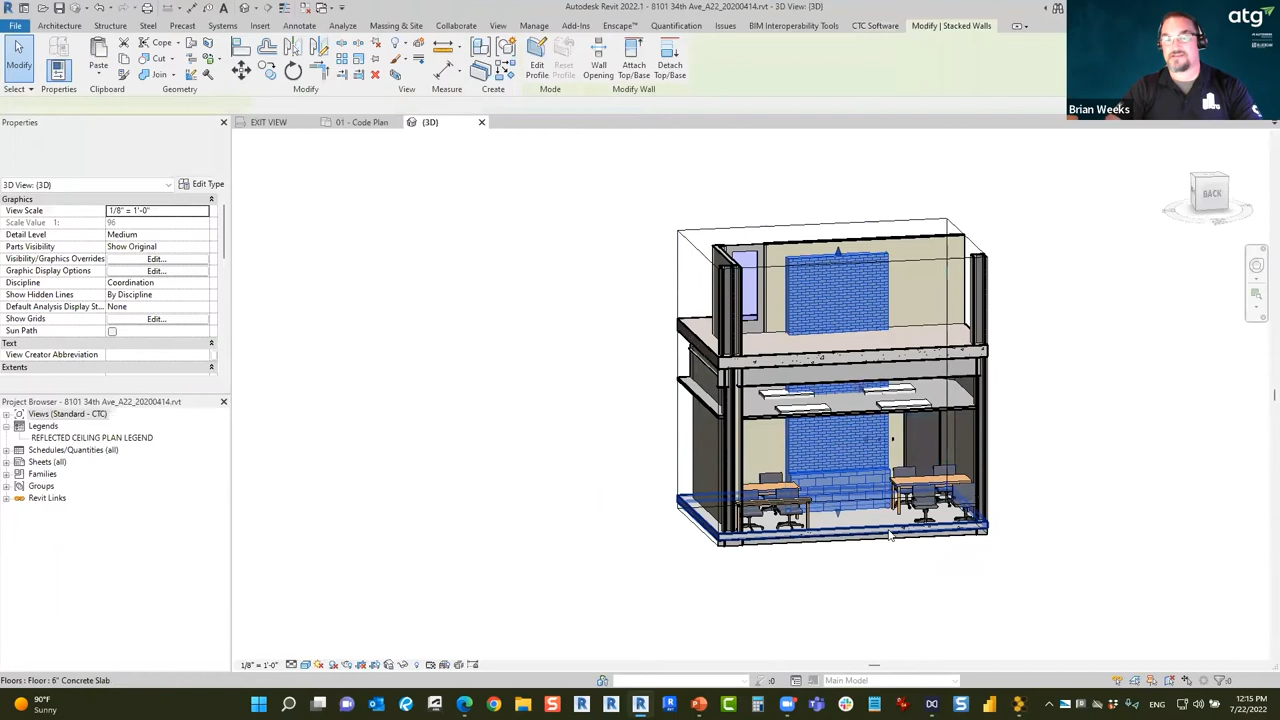 Autodesk Revit 2022.1 - 8101 34th Ave_A22_20200414.rvt - 3D View: {3D}
File Architecture Structure Steel Precast Systems Insert Annotate Analyze Massing & Site Collaborate View Manage Add-Ins Enscape™ Quantification Issues BIM Interoperability Tools CTC Software Modify | Stacked Walls
Modify Properties Paste Cope Cut Join Edit Profile Reset Profile Wall Opening Attach Top/Base Detach Top/Base
Select Properties Clipboard Geometry Modify View Measure Create Mode Modify Wall
atg
Brian Weeks
Properties
EXIT VIEW 01 - Code Plan {3D}
3D View: {3D} Edit Type
Graphics
View Scale 1/8" = 1'-0"
Scale Value 1: 96
Detail Level Medium
Parts Visibility Show Original
Visibility/Graphics Overrides Edit...
Graphic Display Options Edit...
Discipline Coordination
Show Hidden Lines By Discipline
Default Analysis Display St... None
Show Grids Edit...
Sun Path
Text
View Creator Abbreviation
Extents
BACK
Project Browser - 8101 34th Ave_A22_20200414.rvt
Views (Standard - CTC)
Legends
REFLECTED CEILING PLAN LEGEND
Schedules/Quantities (all)
Sheets (all)
Families
Groups
Revit Links
1/8" = 1'-0"
Floors : Floor : 6" Concrete Slab
:0 Main Model :0
90°F
Sunny
ENG
12:15 PM
7/22/2022